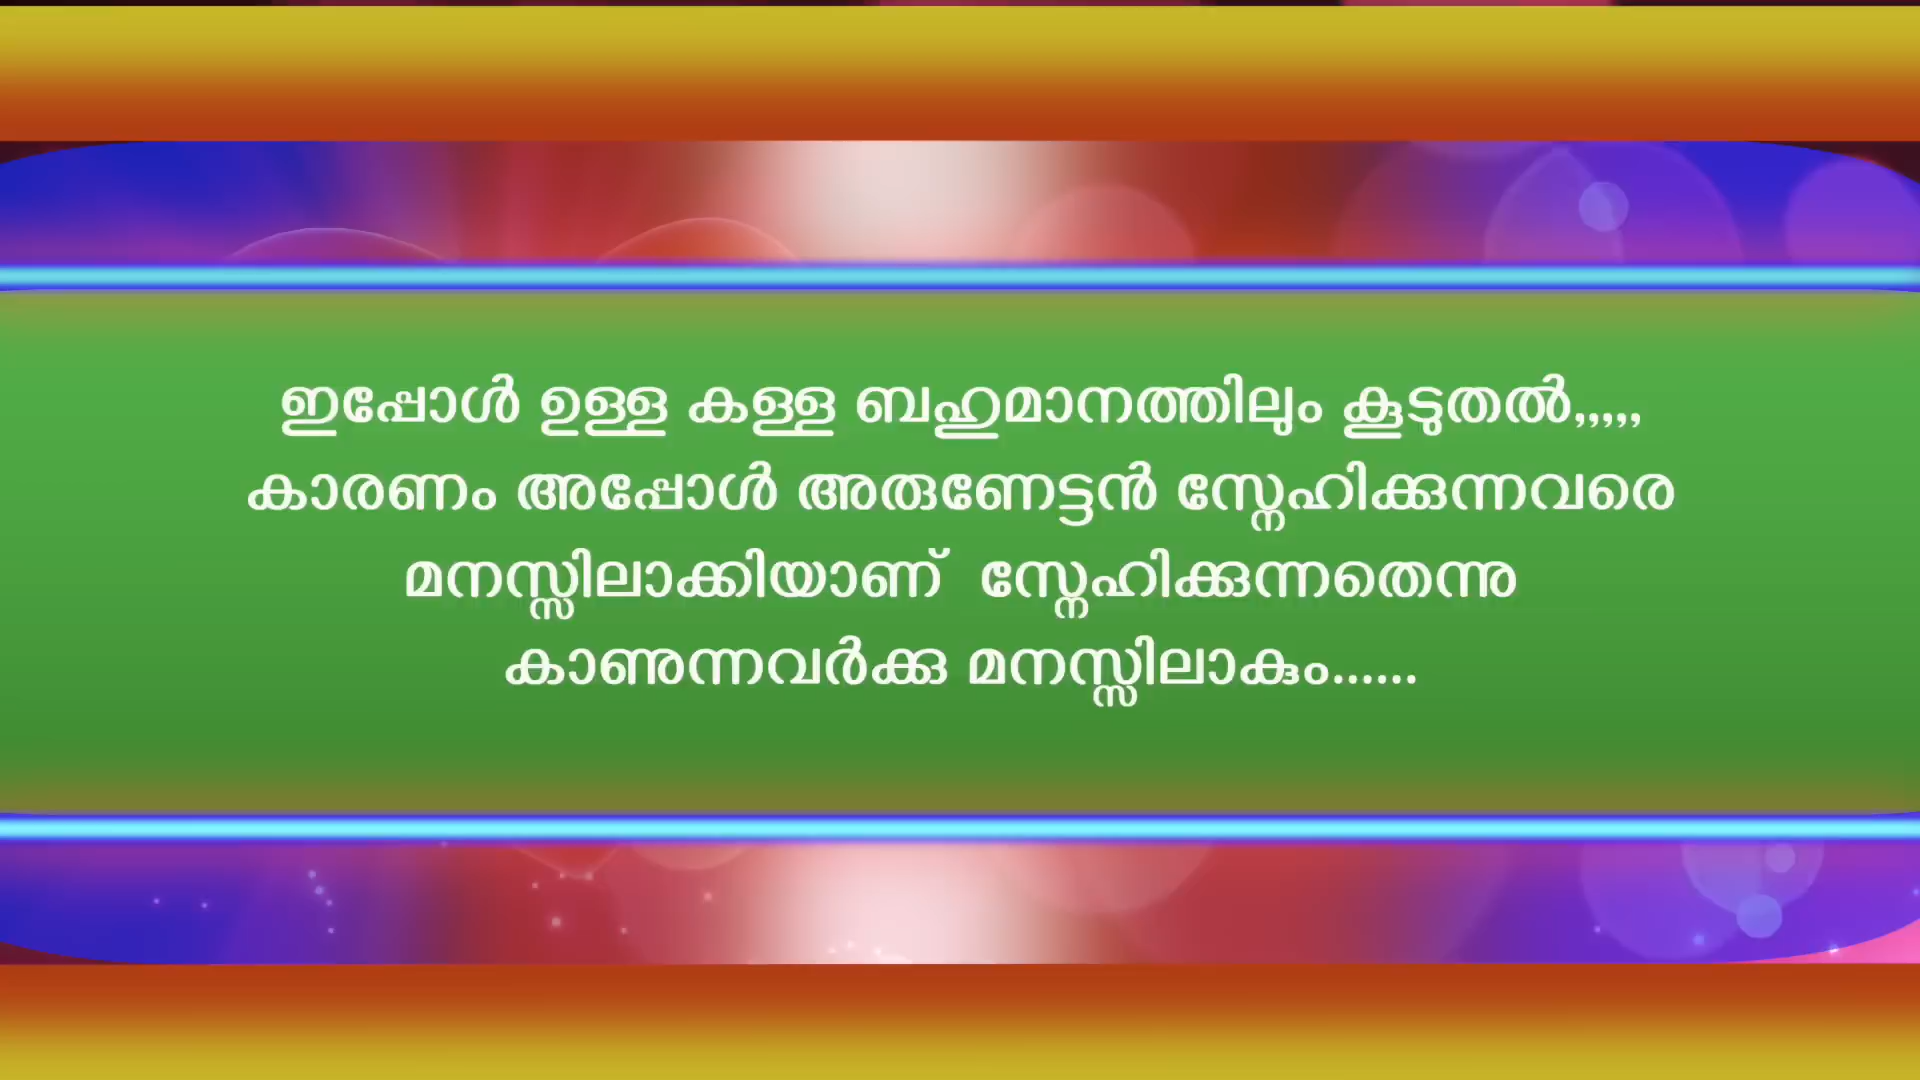 ഇപ്പോൾ ഉള്ള കള്ള ബഹുമാനത്തിലും കൂടുതൽ,,,,,
കാരണം അപ്പോൾ അരുണേട്ടൻ സ്നേഹിക്കുന്നവരെ
മനസ്സിലാക്കിയാണ്  സ്നേഹിക്കുന്നതെന്നു
കാണുന്നവർക്കു മനസ്സിലാകും......